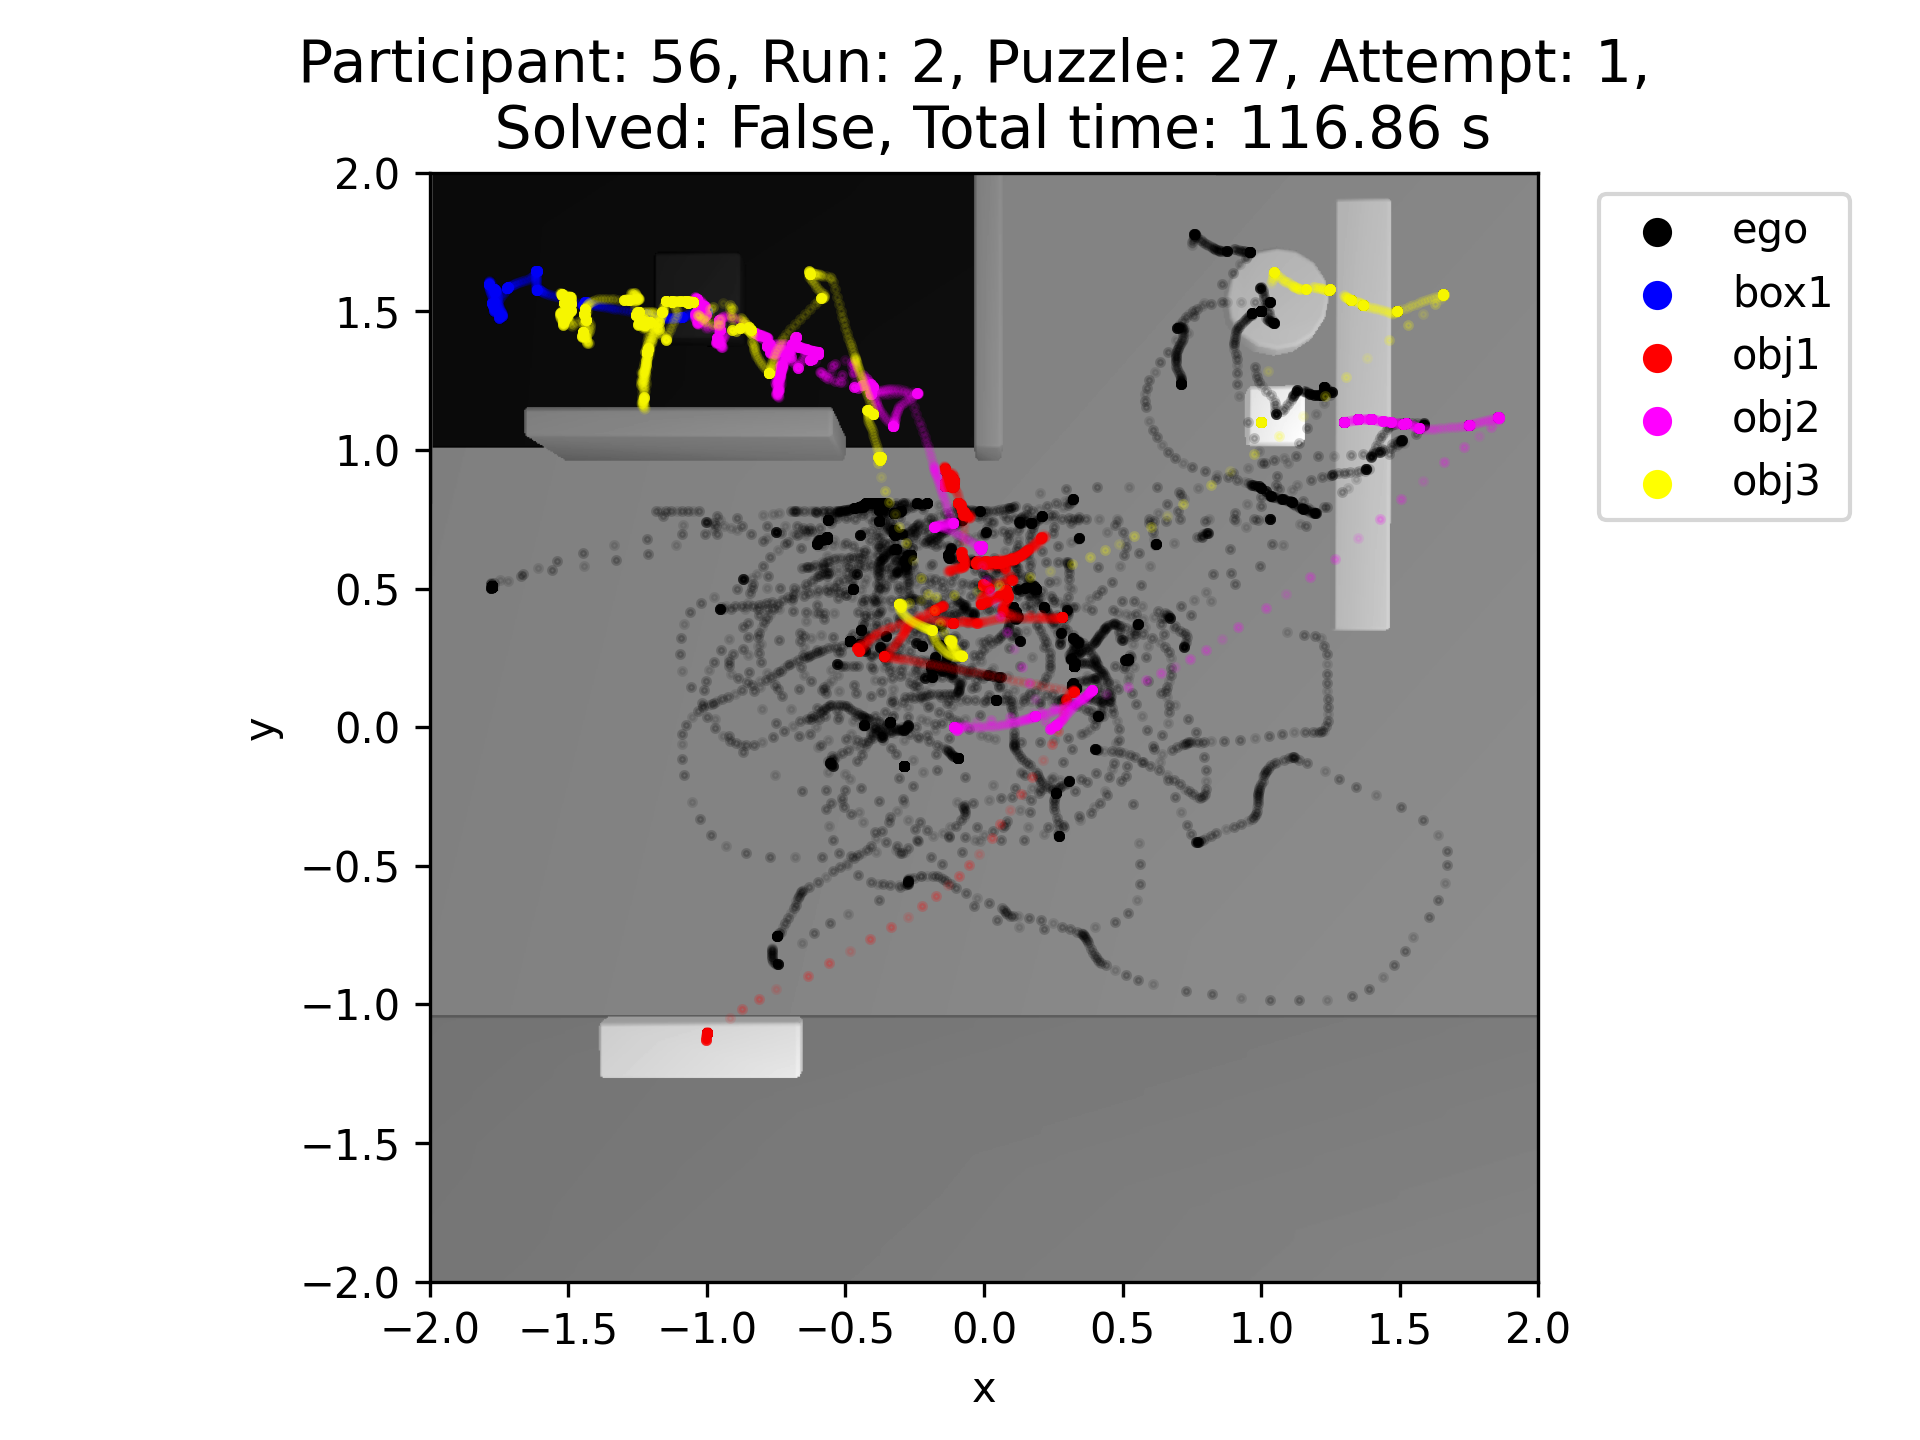 Participant: 56, Run: 2, Puzzle: 27, Attempt: 1,
Solved: False, Total time: 116.86 s
2.0
1.5
1.0
0.5
0.0
−0.5
−1.0
−1.5
−2.0
y
−2.0 −1.5 −1.0 −0.5 0.0 0.5 1.0 1.5 2.0
x
ego
box1
obj1
obj2
obj3